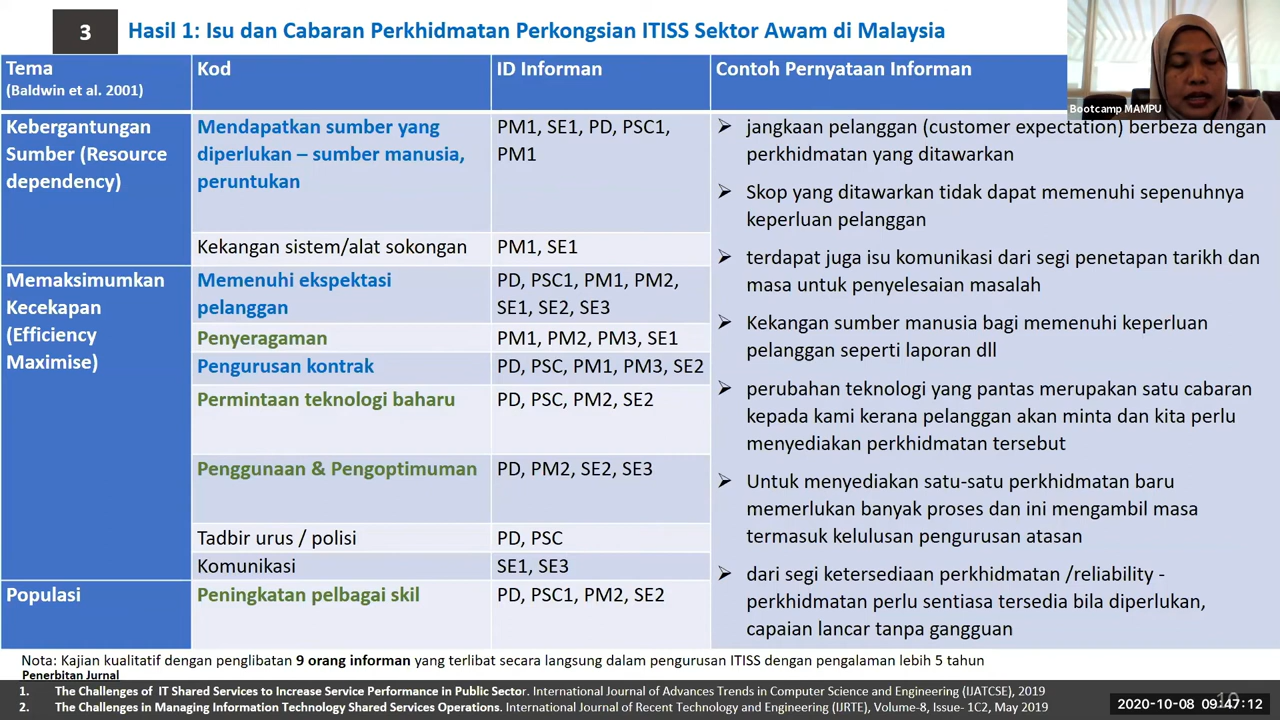 3
Hasil 1: Isu dan Cabaran Perkhidmatan Perkongsian ITISS Sektor Awam di Malaysia
Tema
(Baldwin et al. 2001)
Kod
ID Informan
Contoh Pernyataan Informan
Bootcamp MAMPU
Kebergantungan
Sumber (Resource
dependency)
Mendapatkan sumber yang
diperlukan – sumber manusia,
peruntukan
PM1, SE1, PD, PSC1,
PM1
Kekangan sistem/alat sokongan
PM1, SE1
Memaksimumkan
Kecekapan
(Efficiency
Maximise)
Memenuhi ekspektasi
pelanggan
PD, PSC1, PM1, PM2,
SE1, SE2, SE3
Penyeragaman
PM1, PM2, PM3, SE1
Pengurusan kontrak
PD, PSC, PM1, PM3, SE2
Permintaan teknologi baharu
PD, PSC, PM2, SE2
Penggunaan & Pengoptimuman
PD, PM2, SE2, SE3
Tadbir urus / polisi
PD, PSC
Komunikasi
SE1, SE3
Populasi
Peningkatan pelbagai skil
PD, PSC1, PM2, SE2
➢ jangkaan pelanggan (customer expectation) berbeza dengan
perkhidmatan yang ditawarkan
➢ Skop yang ditawarkan tidak dapat memenuhi sepenuhnya
keperluan pelanggan
➢ terdapat juga isu komunikasi dari segi penetapan tarikh dan
masa untuk penyelesaian masalah
➢ Kekangan sumber manusia bagi memenuhi keperluan
pelanggan seperti laporan dll
➢ perubahan teknologi yang pantas merupakan satu cabaran
kepada kami kerana pelanggan akan minta dan kita perlu
menyediakan perkhidmatan tersebut
➢ Untuk menyediakan satu-satu perkhidmatan baru
memerlukan banyak proses dan ini mengambil masa
termasuk kelulusan pengurusan atasan
➢ dari segi ketersediaan perkhidmatan /reliability -
perkhidmatan perlu sentiasa tersedia bila diperlukan,
capaian lancar tanpa gangguan
Nota: Kajian kualitatif dengan penglibatan 9 orang informan yang terlibat secara langsung dalam pengurusan ITISS dengan pengalaman lebih 5 tahun
Penerbitan Jurnal
1. The Challenges of IT Shared Services to Increase Service Performance in Public Sector. International Journal of Advances Trends in Computer Science and Engineering (IJATCSE), 2019
2. The Challenges in Managing Information Technology Shared Services Operations. International Journal of Recent Technology and Engineering (IJRTE), Volume-8, Issue- 1C2, May 2019
2020-10-08 09:47:12